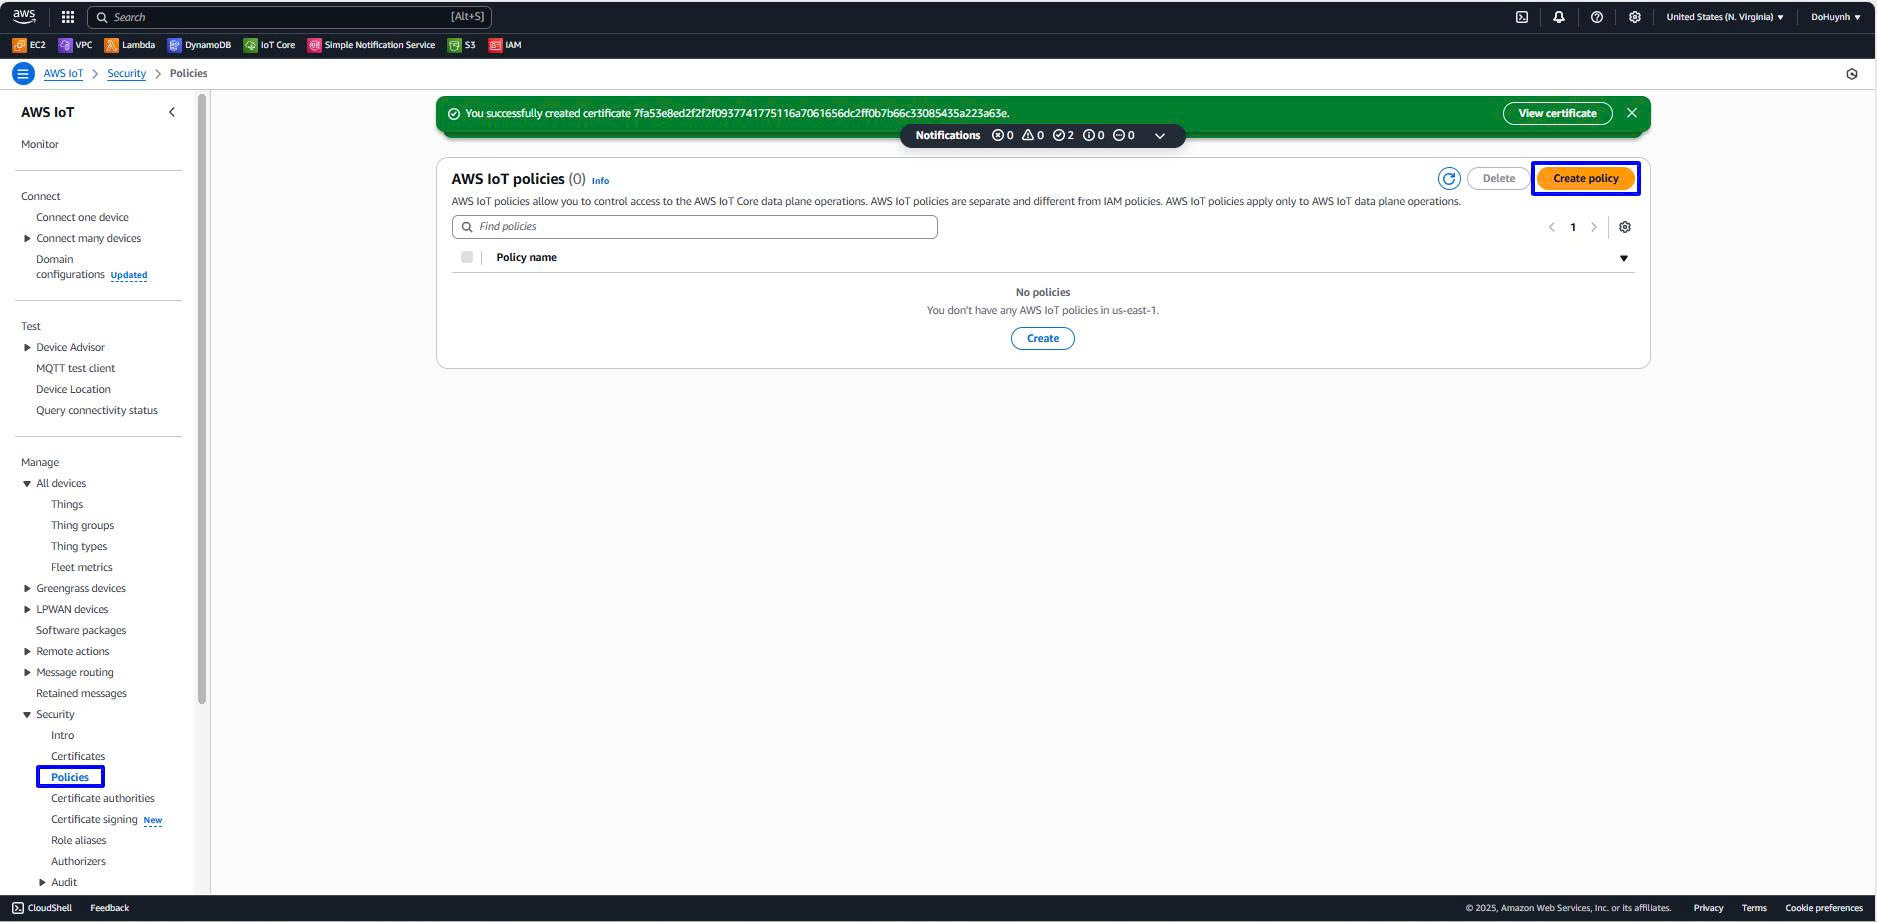 aws
Search [Alt+S]
United States (N. Virginia) ▼ DoHuynh ▼
EC2 VPC Lambda DynamoDB IoT Core Simple Notification Service S3 IAM
AWS IoT > Security > Policies
AWS IoT
Monitor
Connect
Connect one device
Connect many devices
Domain
configurations Updated
Test
Device Advisor
MQTT test client
Device Location
Query connectivity status
Manage
All devices
Things
Thing groups
Thing types
Fleet metrics
Greengrass devices
LPWAN devices
Software packages
Remote actions
Message routing
Retained messages
Security
Intro
Certificates
Policies
Certificate authorities
Certificate signing New
Role aliases
Authorizers
Audit
You successfully created certificate 7fa53e8ed2f2f2f0937741775116a7061656dc2ff0b7b66c33085435a223a63e.
View certificate
Notifications 0 0 2 0 0
AWS IoT policies (0) Info
Delete
Create policy
AWS IoT policies allow you to control access to the AWS IoT Core data plane operations. AWS IoT policies are separate and different from IAM policies. AWS IoT policies apply only to AWS IoT data plane operations.
Find policies
1
Policy name
No policies
You don't have any AWS IoT policies in us-east-1.
Create
CloudShell Feedback
© 2025, Amazon Web Services, Inc. or its affiliates. Privacy Terms Cookie preferences